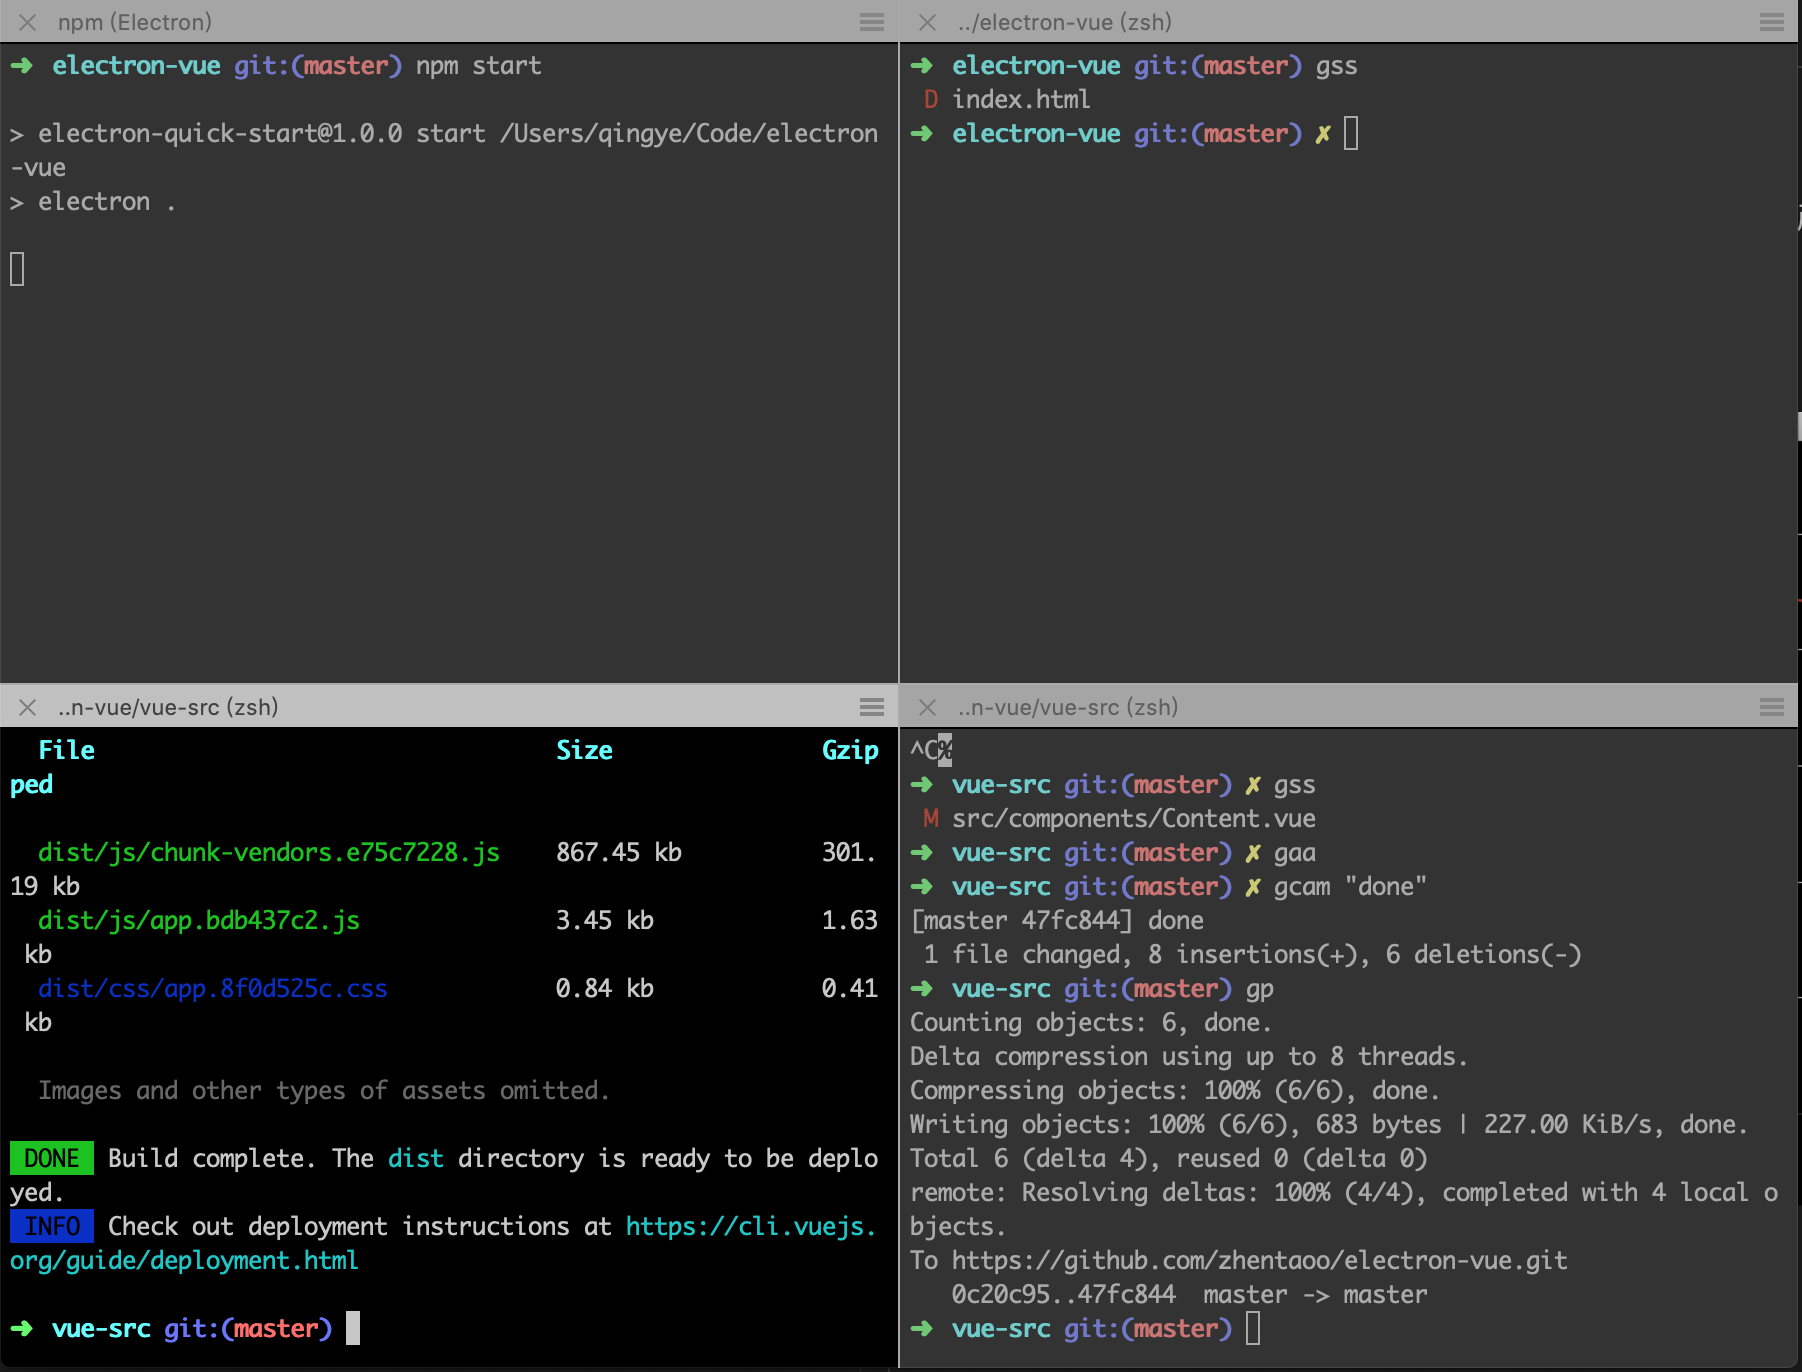 npm (Electron)
➜ electron-vue git:(master) npm start
> electron-quick-start@1.0.0 start /Users/qingye/Code/electron
-vue
> electron .
../electron-vue (zsh)
➜ electron-vue git:(master) gss
D index.html
➜ electron-vue git:(master) ✗
..n-vue/vue-src (zsh)
File Size Gzip
ped
dist/js/chunk-vendors.e75c7228.js 867.45 kb 301.
19 kb
dist/js/app.bdb437c2.js 3.45 kb 1.63
kb
dist/css/app.8f0d525c.css 0.84 kb 0.41
kb
Images and other types of assets omitted.
DONE Build complete. The dist directory is ready to be deplo
yed.
INFO Check out deployment instructions at https://cli.vuejs.
org/guide/deployment.html
➜ vue-src git:(master)
..n-vue/vue-src (zsh)
^C%
➜ vue-src git:(master) ✗ gss
M src/components/Content.vue
➜ vue-src git:(master) ✗ gaa
➜ vue-src git:(master) ✗ gcam "done"
[master 47fc844] done
1 file changed, 8 insertions(+), 6 deletions(-)
➜ vue-src git:(master) gp
Counting objects: 6, done.
Delta compression using up to 8 threads.
Compressing objects: 100% (6/6), done.
Writing objects: 100% (6/6), 683 bytes | 227.00 KiB/s, done.
Total 6 (delta 4), reused 0 (delta 0)
remote: Resolving deltas: 100% (4/4), completed with 4 local o
bjects.
To https://github.com/zhentaoo/electron-vue.git
0c20c95..47fc844 master -> master
➜ vue-src git:(master)